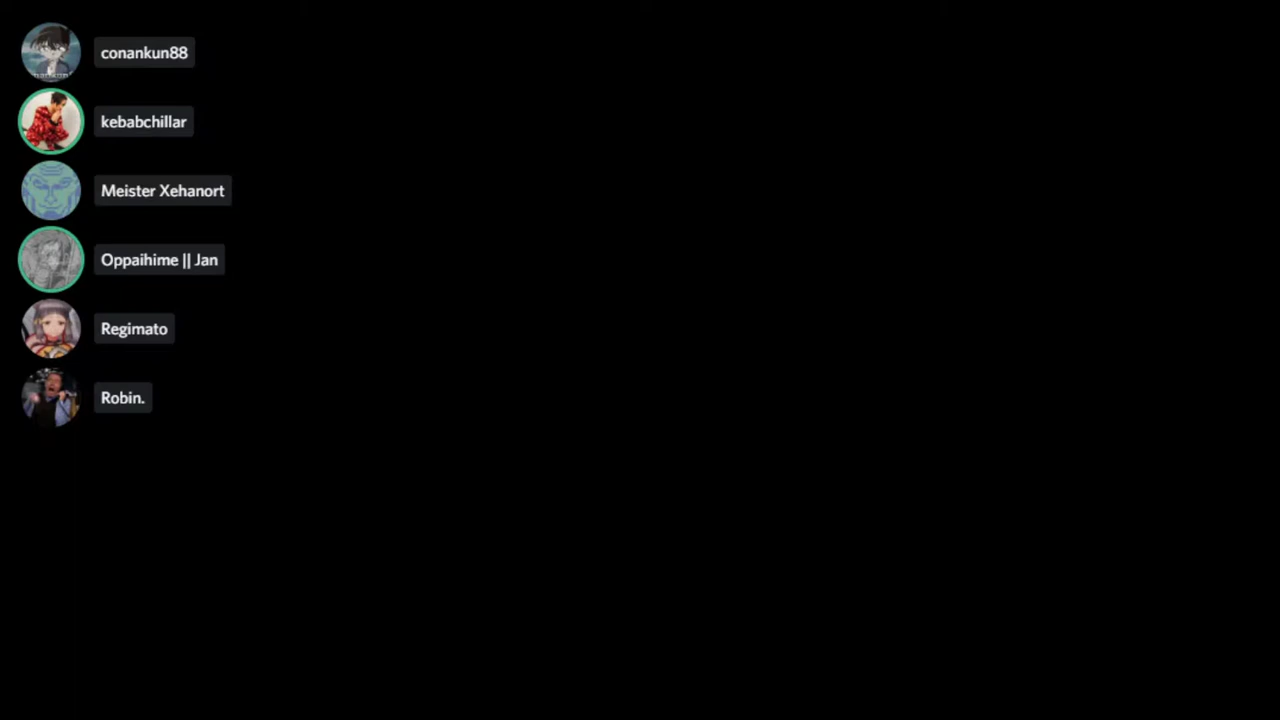 conankun88
kebabchillar
Meister Xehanort
Oppaihime || Jan
Regimato
Robin.